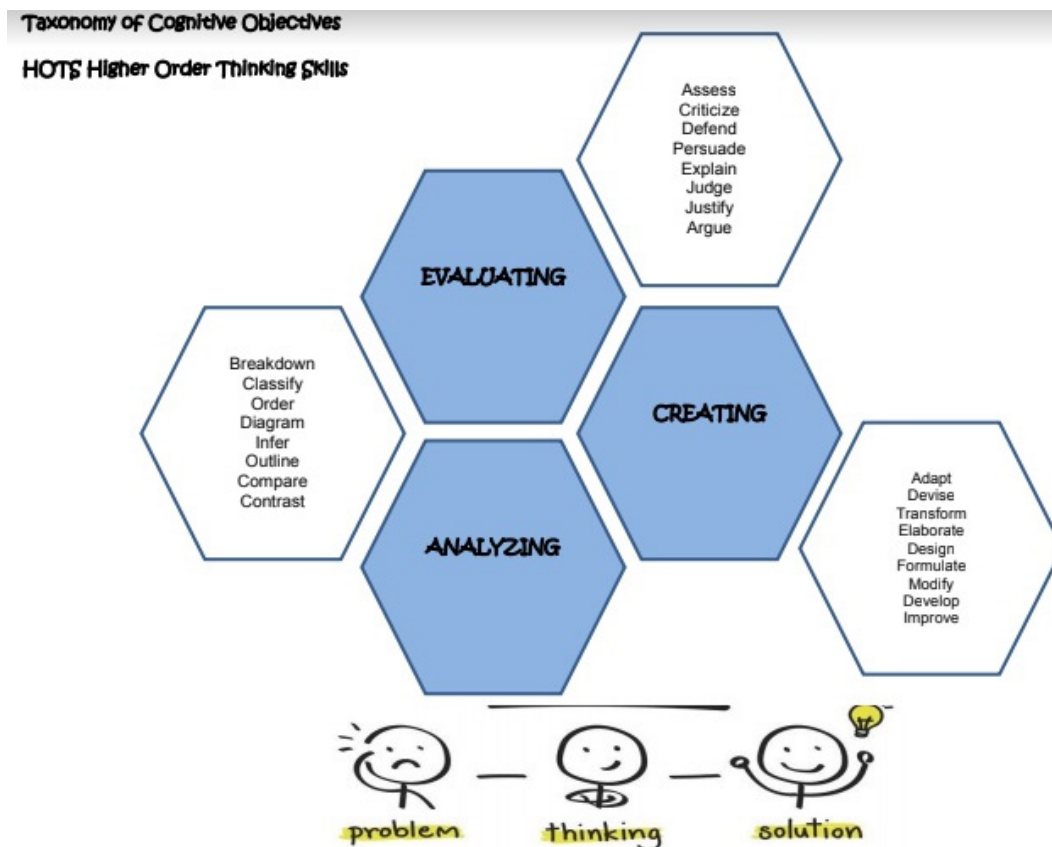 Taxonomy of Cognitive Objectives
HOTS Higher Order Thinking Skills
Assess
Criticize
Defend
Persuade
Explain
Judge
Justify
Argue
EVALUATING
Breakdown
Classify
Order
Diagram
Infer
Outline
Compare
Contrast
CREATING
ANALYZING
Adapt
Devise
Transform
Elaborate
Design
Formulate
Modify
Develop
Improve
problem
thinking
solution